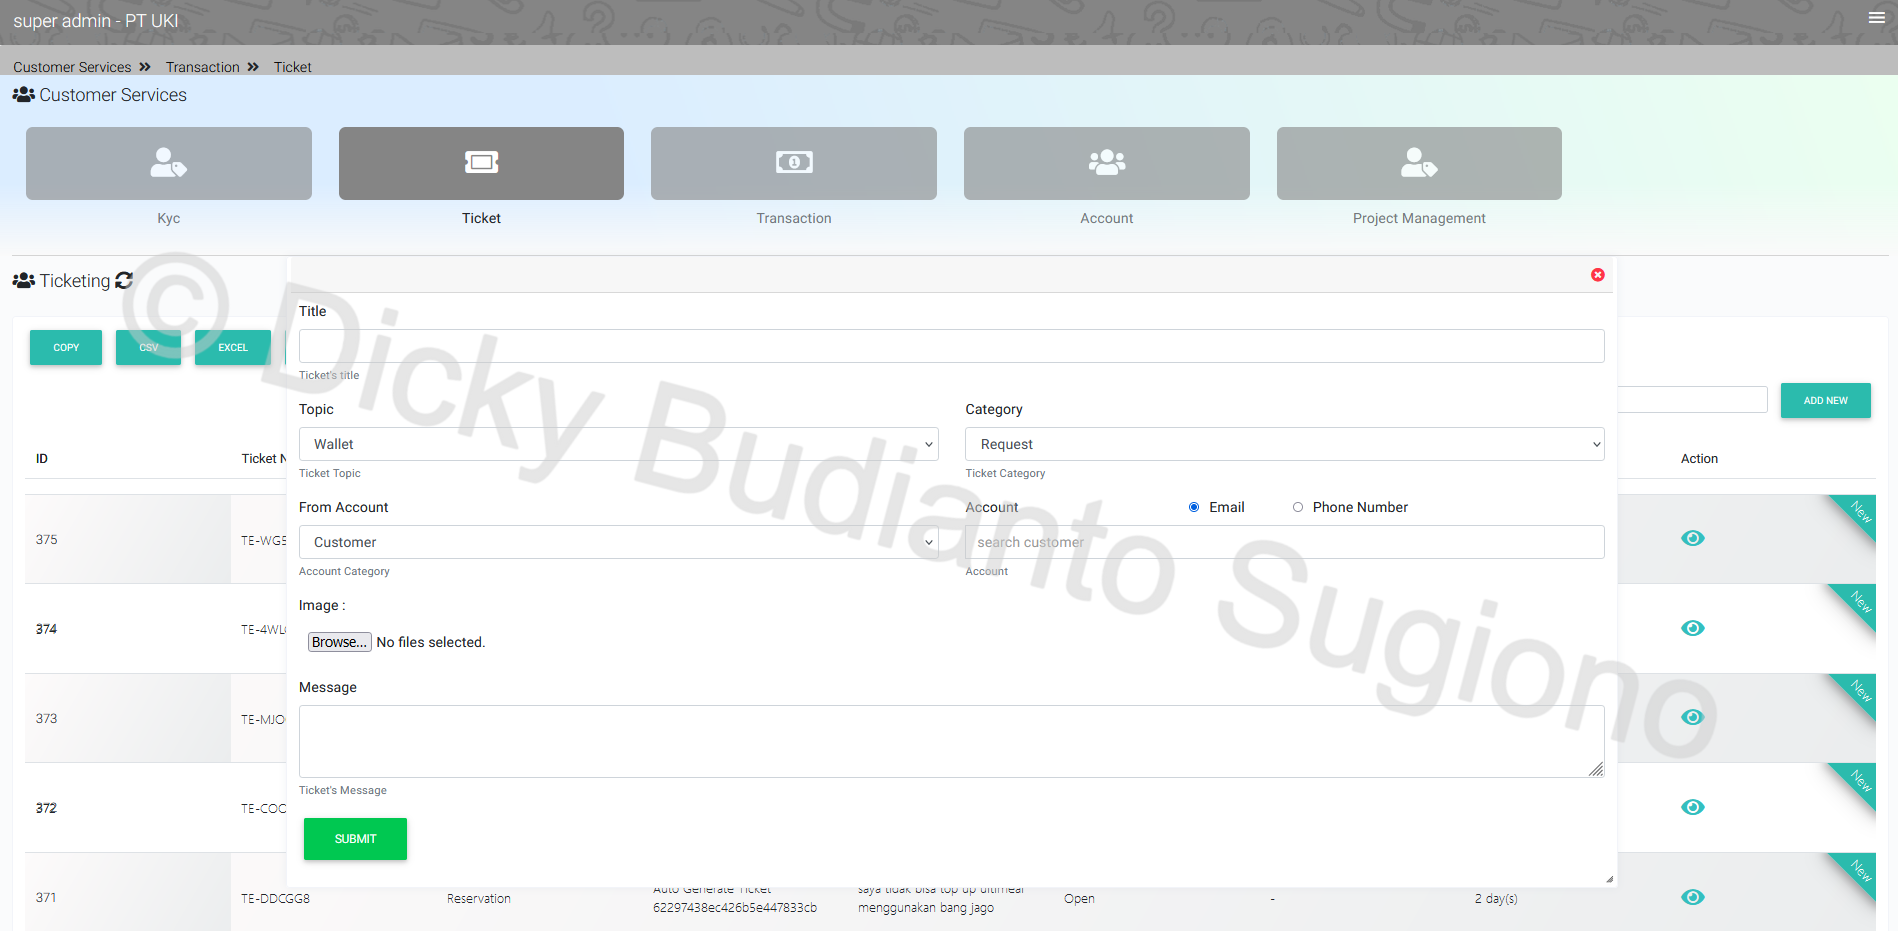 super admin - PT UKI
Customer Services » Transaction » Ticket
Customer Services
Kyc
Ticket
Transaction
Account
Project Management
Ticketing
COPY
CSV
EXCEL
ADD NEW
ID
Ticket N
Action
375
TE-WG5
New
374
TE-4WL
New
373
TE-MJO
New
372
TE-COC
New
371
TE-DDCGG8
Reservation
Auto Generate Ticket
62297438ec426b5e447833cb
saya tidak bisa top up ultimear
menggunakan bang jago
Open
-
2 day(s)
New
Title
Ticket's title
Topic
Wallet
Ticket Topic
Category
Request
Ticket Category
From Account
Customer
Account Category
Account
Email
Phone Number
search customer
Account
Image :
Browse... No files selected.
Message
Ticket's Message
SUBMIT
© Dicky Budianto Sugiono